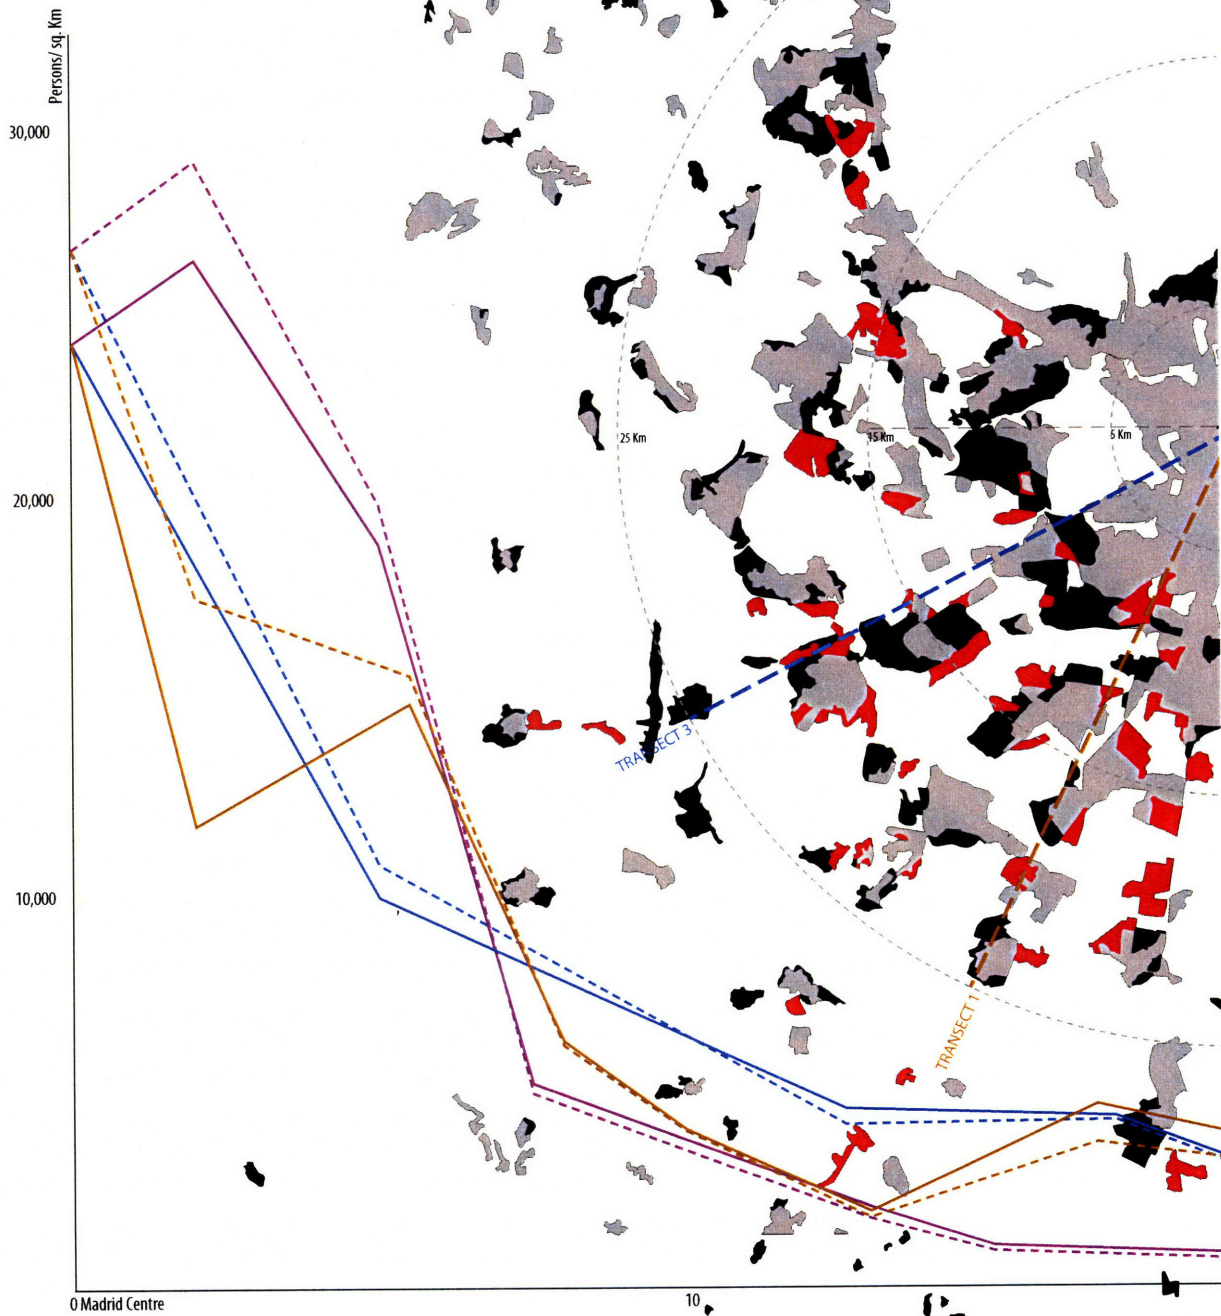 Persons/ sq. Km
30,000
25 Km
15 Km
5 Km
20,000
TRANSECT 3
10,000
TRANSECT 1
0 Madrid Centre
10